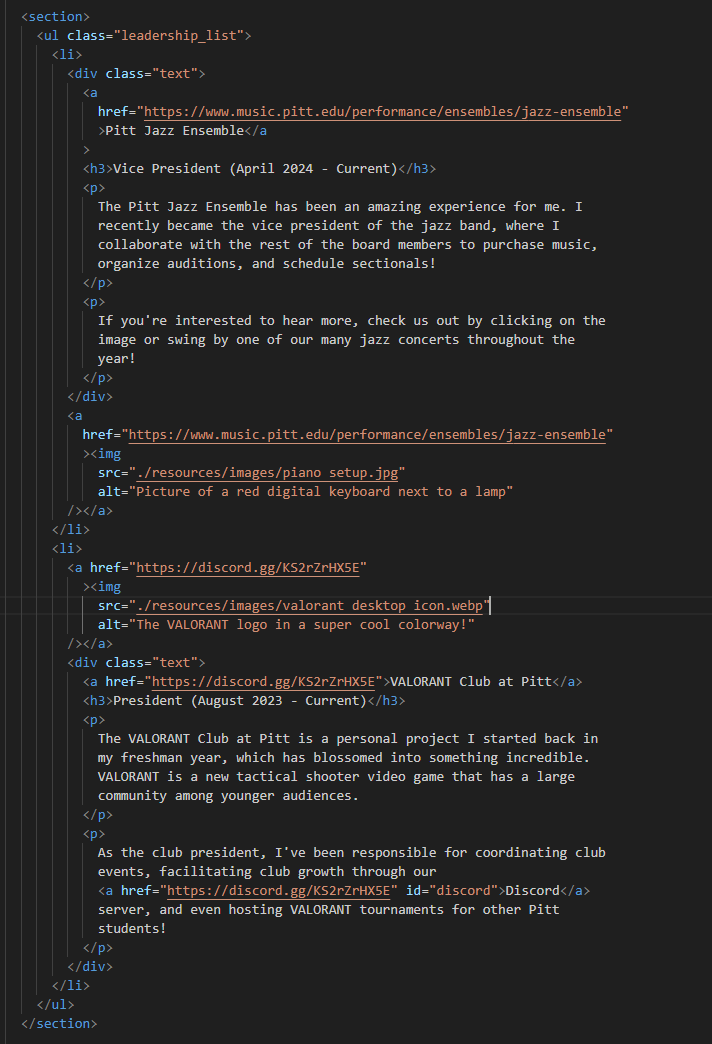 <section>
<ul class="leadership_list">
<li>
<div class="text">
<a
href="https://www.music.pitt.edu/performance/ensembles/jazz-ensemble"
>Pitt Jazz Ensemble</a
>
<h3>Vice President (April 2024 - Current)</h3>
<p>
The Pitt Jazz Ensemble has been an amazing experience for me. I
recently became the vice president of the jazz band, where I
collaborate with the rest of the board members to purchase music,
organize auditions, and schedule sectionals!
</p>
<p>
If you're interested to hear more, check us out by clicking on the
image or swing by one of our many jazz concerts throughout the
year!
</p>
</div>
<a
href="https://www.music.pitt.edu/performance/ensembles/jazz-ensemble"
><img
src="./resources/images/piano_setup.jpg"
alt="Picture of a red digital keyboard next to a lamp"
/></a>
</li>
<li>
<a href="https://discord.gg/KS2rZrHX5E"
><img
src="./resources/images/valorant_desktop_icon.webp"
alt="The VALORANT logo in a super cool colorway!"
/></a>
<div class="text">
<a href="https://discord.gg/KS2rZrHX5E">VALORANT Club at Pitt</a>
<h3>President (August 2023 - Current)</h3>
<p>
The VALORANT Club at Pitt is a personal project I started back in
my freshman year, which has blossomed into something incredible.
VALORANT is a new tactical shooter video game that has a large
community among younger audiences.
</p>
<p>
As the club president, I've been responsible for coordinating club
events, facilitating club growth through our
<a href="https://discord.gg/KS2rZrHX5E" id="discord">Discord</a>
server, and even hosting VALORANT tournaments for other Pitt
students!
</p>
</div>
</li>
</ul>
</section>